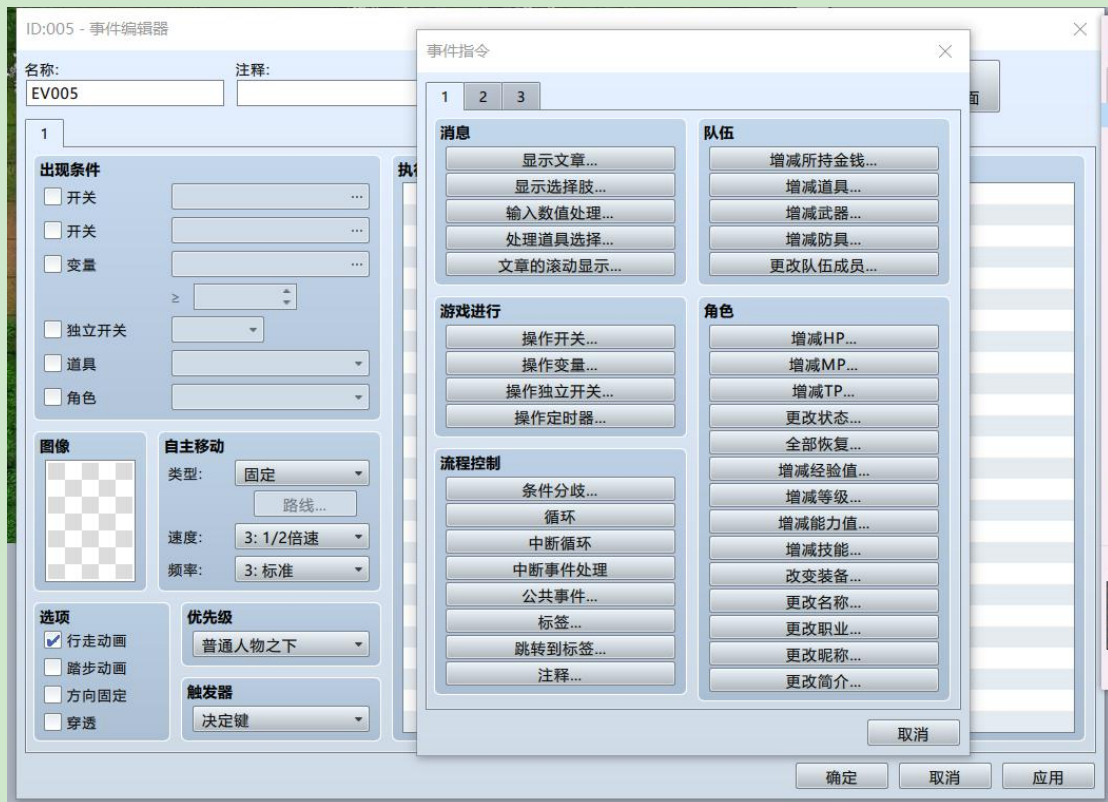 ID:005 - 事件编辑器
名称:
注释:
EV005
1
出现条件
开关
...
开关
...
变量
...
≥
独立开关
道具
角色
图像
自主移动
类型:
固定
路线...
速度:
3: 1/2倍速
频率:
3: 标准
选项
行走动画
踏步动画
方向固定
穿透
优先级
普通人物之下
触发器
决定键
执行
面
事件指令
1 2 3
消息
显示文章...
显示选择肢...
输入数值处理...
处理道具选择...
文章的滚动显示...
游戏进行
操作开关...
操作变量...
操作独立开关...
操作定时器...
流程控制
条件分歧...
循环
中断循环
中断事件处理
公共事件...
标签...
跳转到标签...
注释...
队伍
增减所持金钱...
增减道具...
增减武器...
增减防具...
更改队伍成员...
角色
增减HP...
增减MP...
增减TP...
更改状态...
全部恢复...
增减经验值...
增减等级...
增减能力值...
增减技能...
改变装备...
更改名称...
更改职业...
更改昵称...
更改简介...
取消
确定
取消
应用